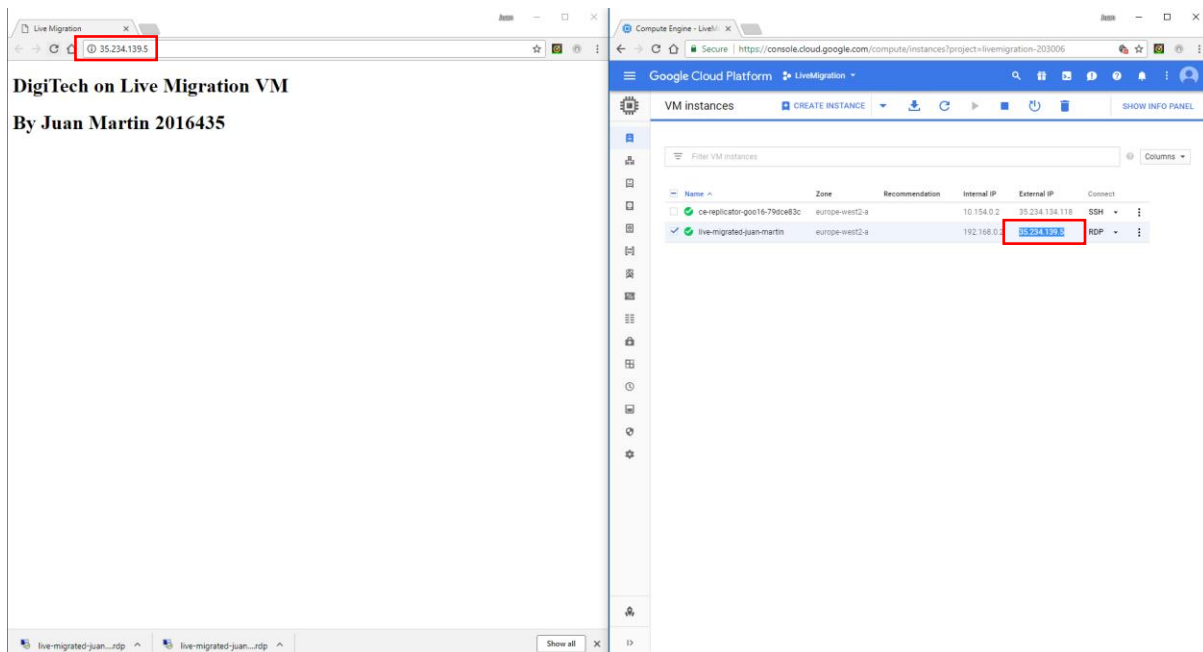 Juan
Live Migration
35.234.139.5
DigiTech on Live Migration VM
By Juan Martin 2016435
live-migrated-juan....rdp
live-migrated-juan....rdp
Show all
Juan
Compute Engine - LiveMi
Secure | https://console.cloud.google.com/compute/instances?project=livemigration-203006
Google Cloud Platform LiveMigration
VM instances CREATE INSTANCE SHOW INFO PANEL
Filter VM instances Columns
Name Zone Recommendation Internal IP External IP Connect
ce-replicator-goo16-79dce83c europe-west2-a 10.154.0.2 35.234.134.118 SSH
live-migrated-juan-martin europe-west2-a 192.168.0.2 35.234.139.5 RDP